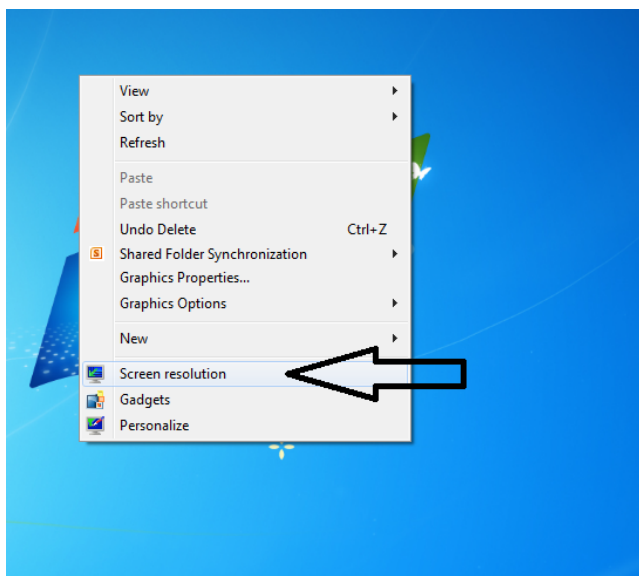 View
Sort by
Refresh
Paste
Paste shortcut
Undo Delete Ctrl+Z
S Shared Folder Synchronization
Graphics Properties...
Graphics Options
New
Screen resolution
Gadgets
Personalize